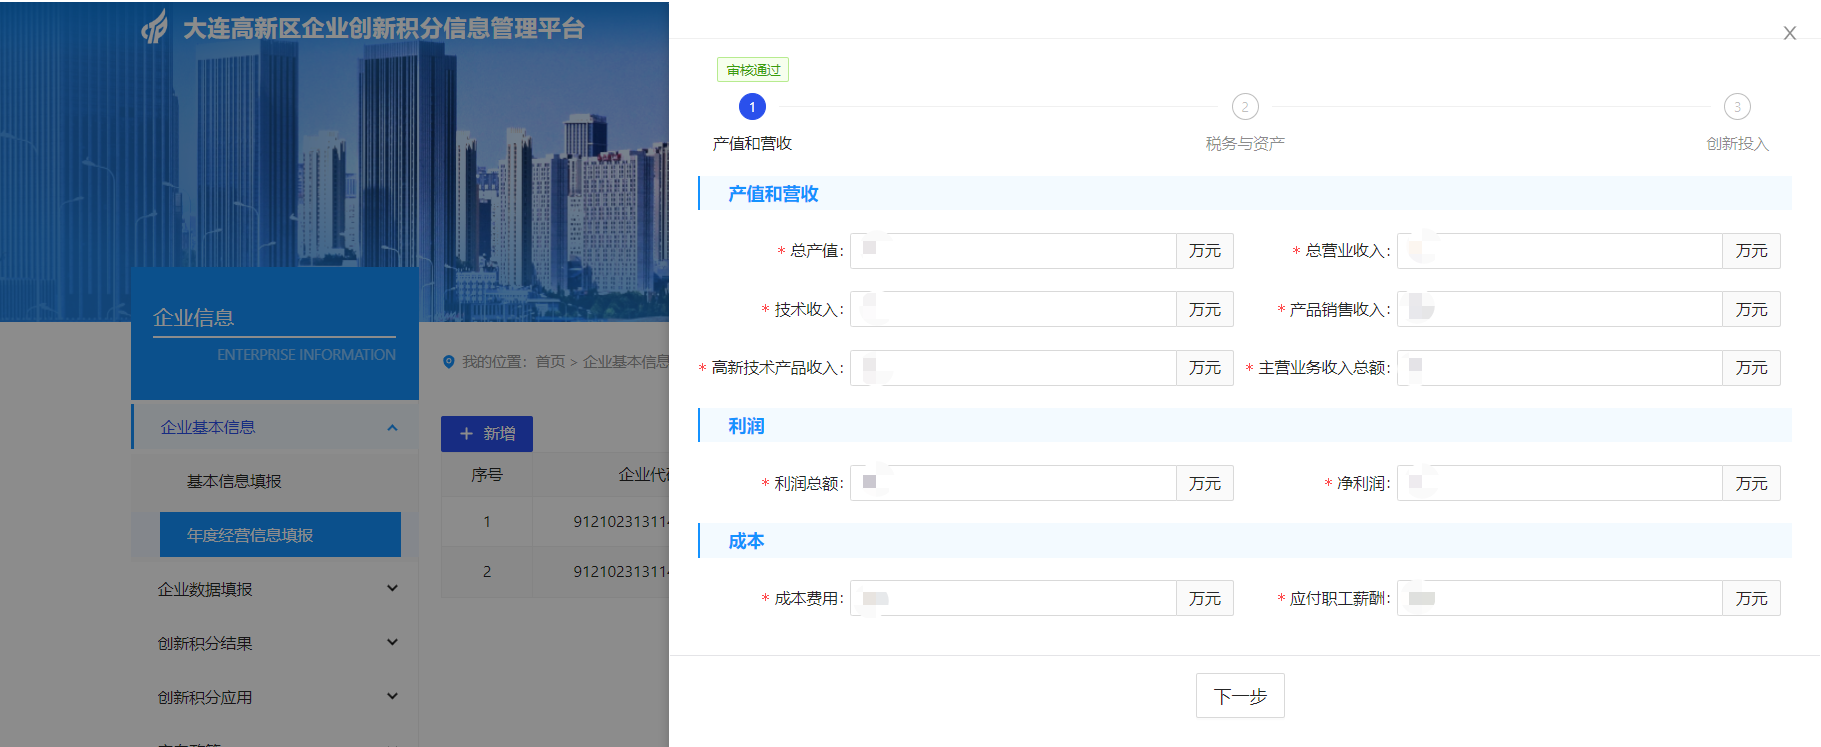 大连高新区企业创新积分信息管理平台
企业信息
ENTERPRISE INFORMATION
企业基本信息
基本信息填报
年度经营信息填报
企业数据填报
创新积分结果
创新积分应用
我的位置：首页 > 企业基本信息
+ 新增
序号
1 91210231311
2 91210231311
X
审核通过
1 2 3
产值和营收 税务与资产 创新投入
产值和营收
* 总产值: 万元 * 总营业收入: 万元
* 技术收入: 万元 * 产品销售收入: 万元
* 高新技术产品收入: 万元 * 主营业务收入总额: 万元
利润
* 利润总额: 万元 * 净利润: 万元
成本
* 成本费用: 万元 * 应付职工薪酬: 万元
下一步